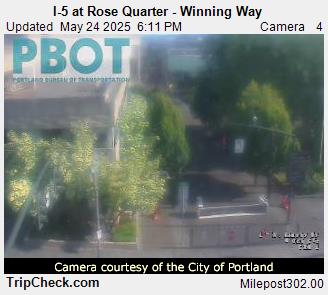 I-5 at Rose Quarter - Winning Way
Updated May 24 2025 6:11 PM Camera 4
PBOT
PORTLAND BUREAU OF TRANSPORTATION
Camera courtesy of the City of Portland
TripCheck.com Milepost302.00